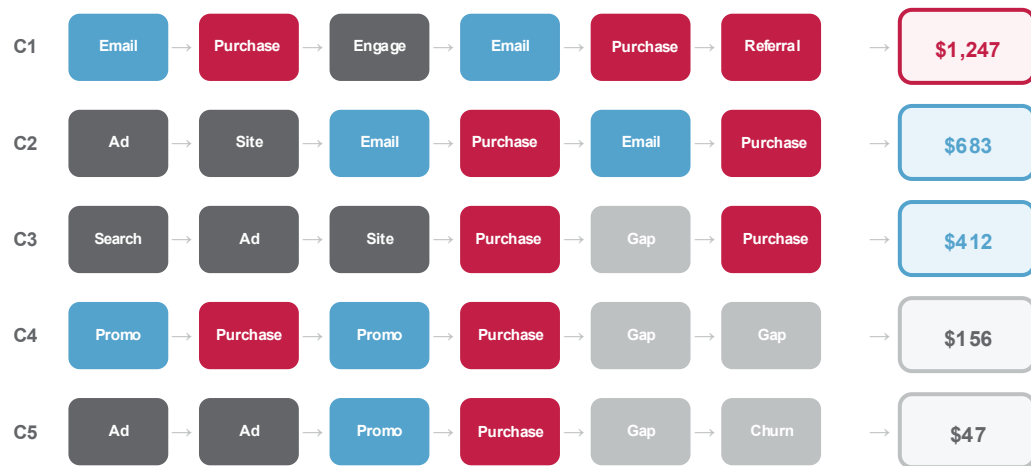 C1 Email → Purchase → Engage → Email → Purchase → Referral → $1,247
C2 Ad → Site → Email → Purchase → Email → Purchase → $683
C3 Search → Ad → Site → Purchase → Gap → Purchase → $412
C4 Promo → Purchase → Promo → Purchase → Gap → Gap → $156
C5 Ad → Ad → Promo → Purchase → Gap → Churn → $47